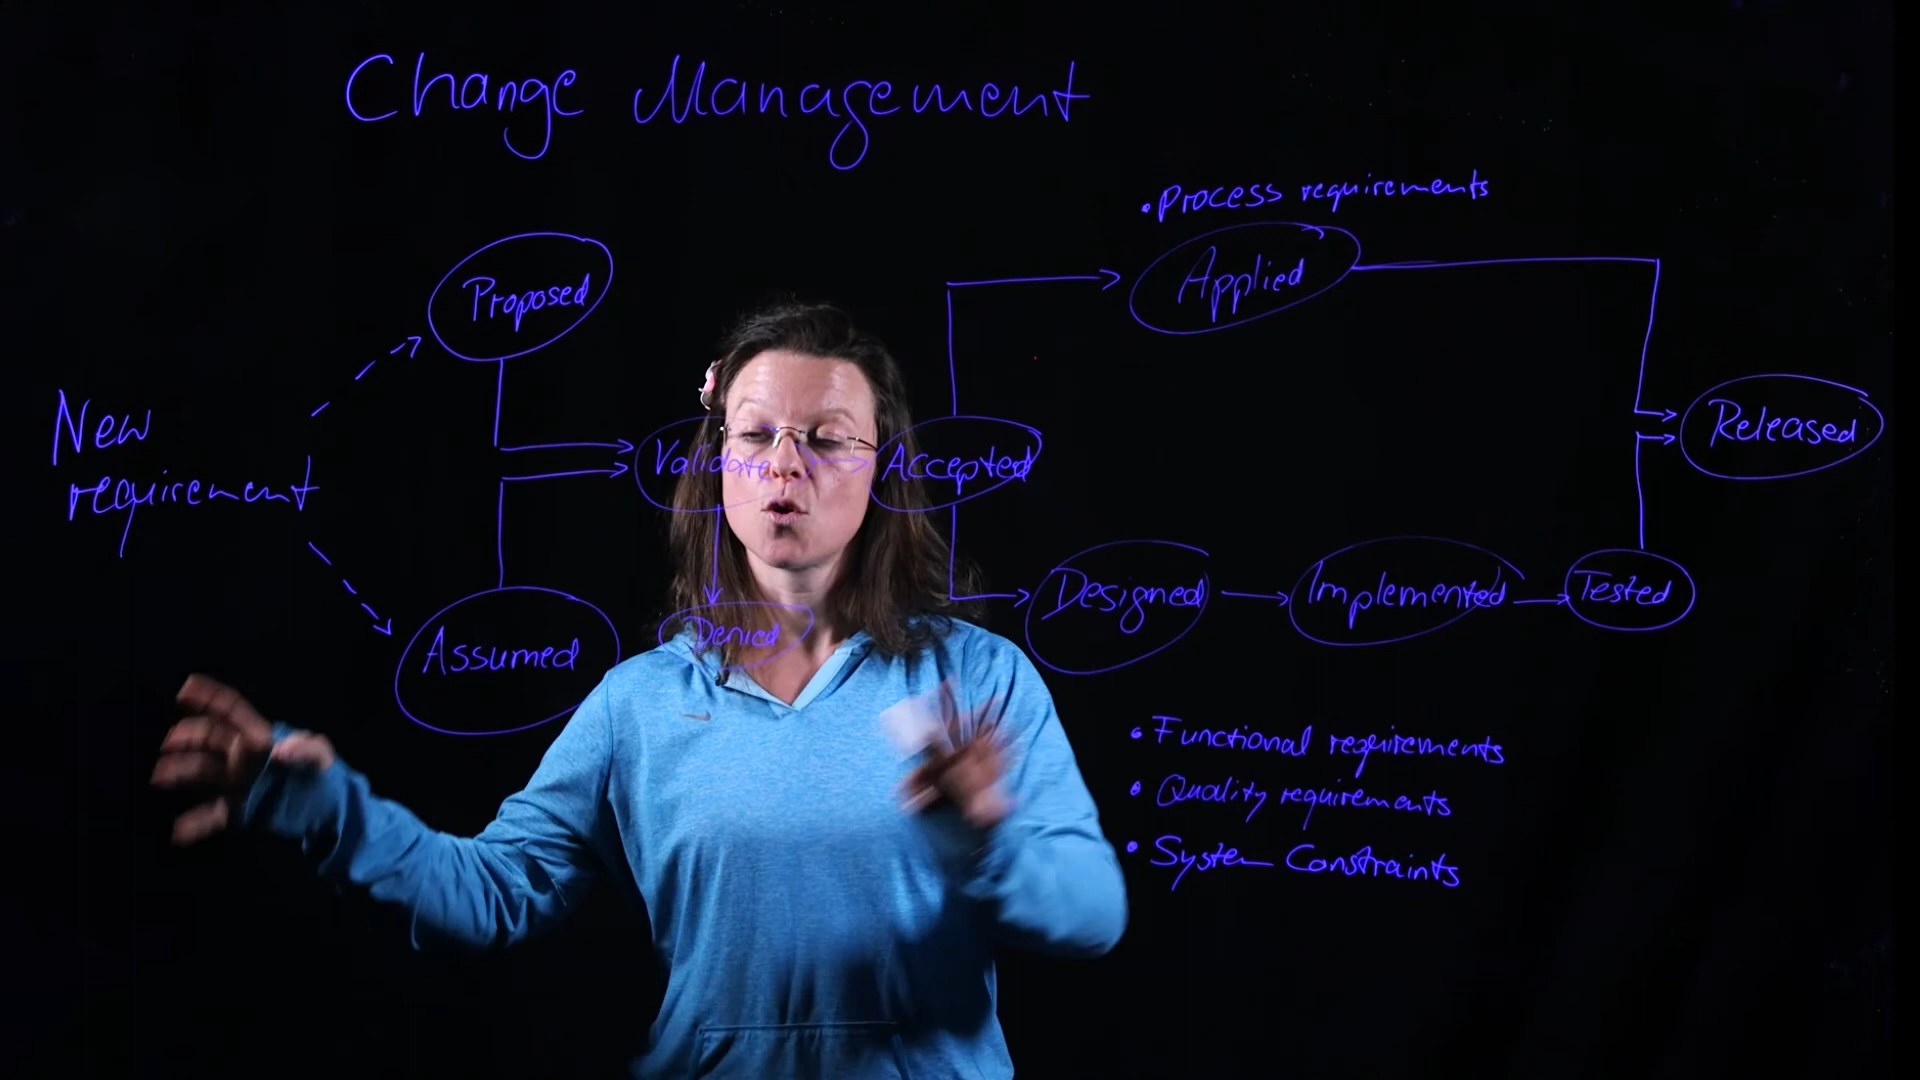 Change Management
• Process requirements
Applied
Proposed
New
requirement
Validate
Accepted
Released
Assumed
Denied
Designed
Implemented
Tested
• Functional requirements
• Quality requirements
• System Constraints